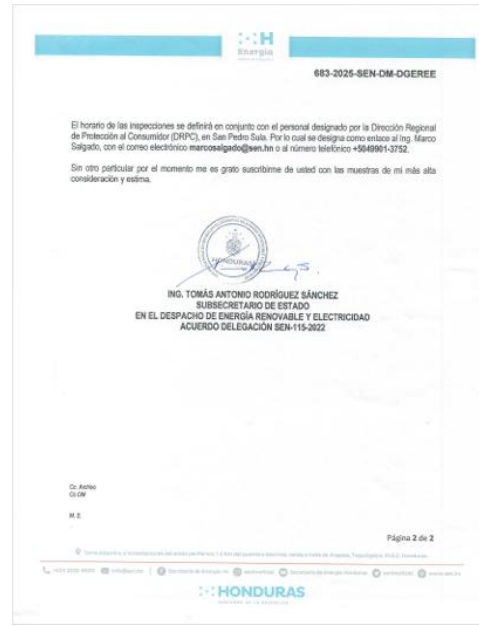 H
Energía
683-2025-SEN-DM-DGEREE
El horario de las inspecciones se definirá en conjunto con el personal designado por la Dirección Regional
de Protección al Consumidor (DRPC), en San Pedro Sula. Por lo cual se designa como enlace al Ing. Marco
Salgado, con el correo electrónico marcosalgado@sen.hn o al número telefónico +5049901-3752.
Sin otro particular por el momento me es grato suscribirme de usted con las muestras de mi más alta
consideración y estima.
HONDURAS
ING. TOMÁS ANTONIO RODRÍGUEZ SÁNCHEZ
SUBSECRETARIO DE ESTADO
EN EL DESPACHO DE ENERGÍA RENOVABLE Y ELECTRICIDAD
ACUERDO DELEGACIÓN SEN-115-2022
Cc. Archivo
Cc DM
M. S.
Página 2 de 2
HONDURAS